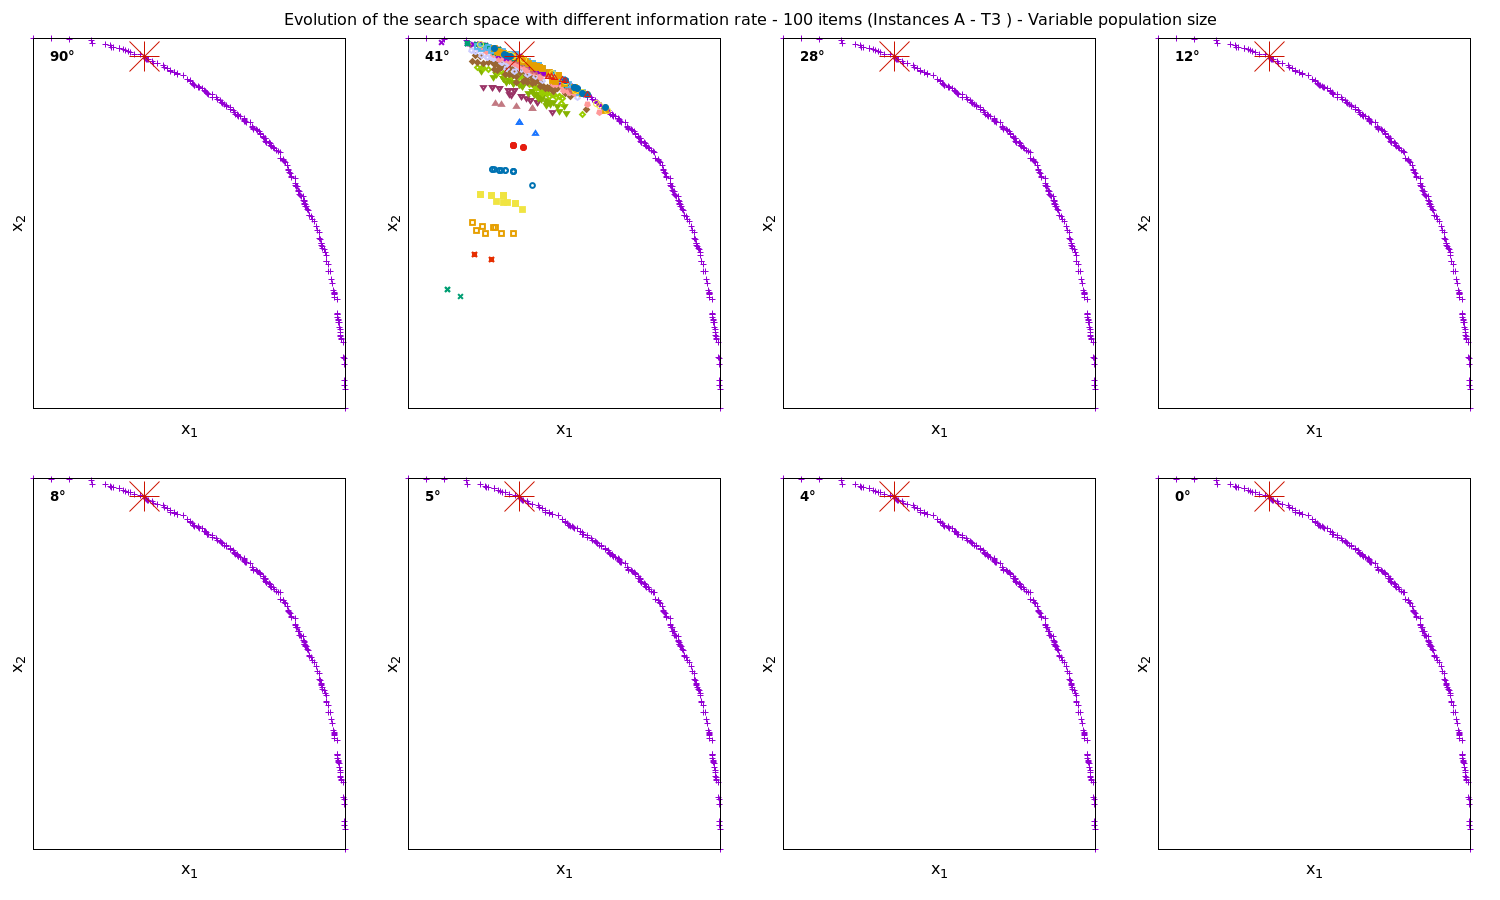 Evolution of the search space with different information rate - 100 items (Instances A - T3 ) - Variable population size
90°
41°
28°
12°
x₂
x₂
x₂
x₂
x₁
x₁
x₁
x₁
8°
5°
4°
0°
x₂
x₂
x₂
x₂
x₁
x₁
x₁
x₁